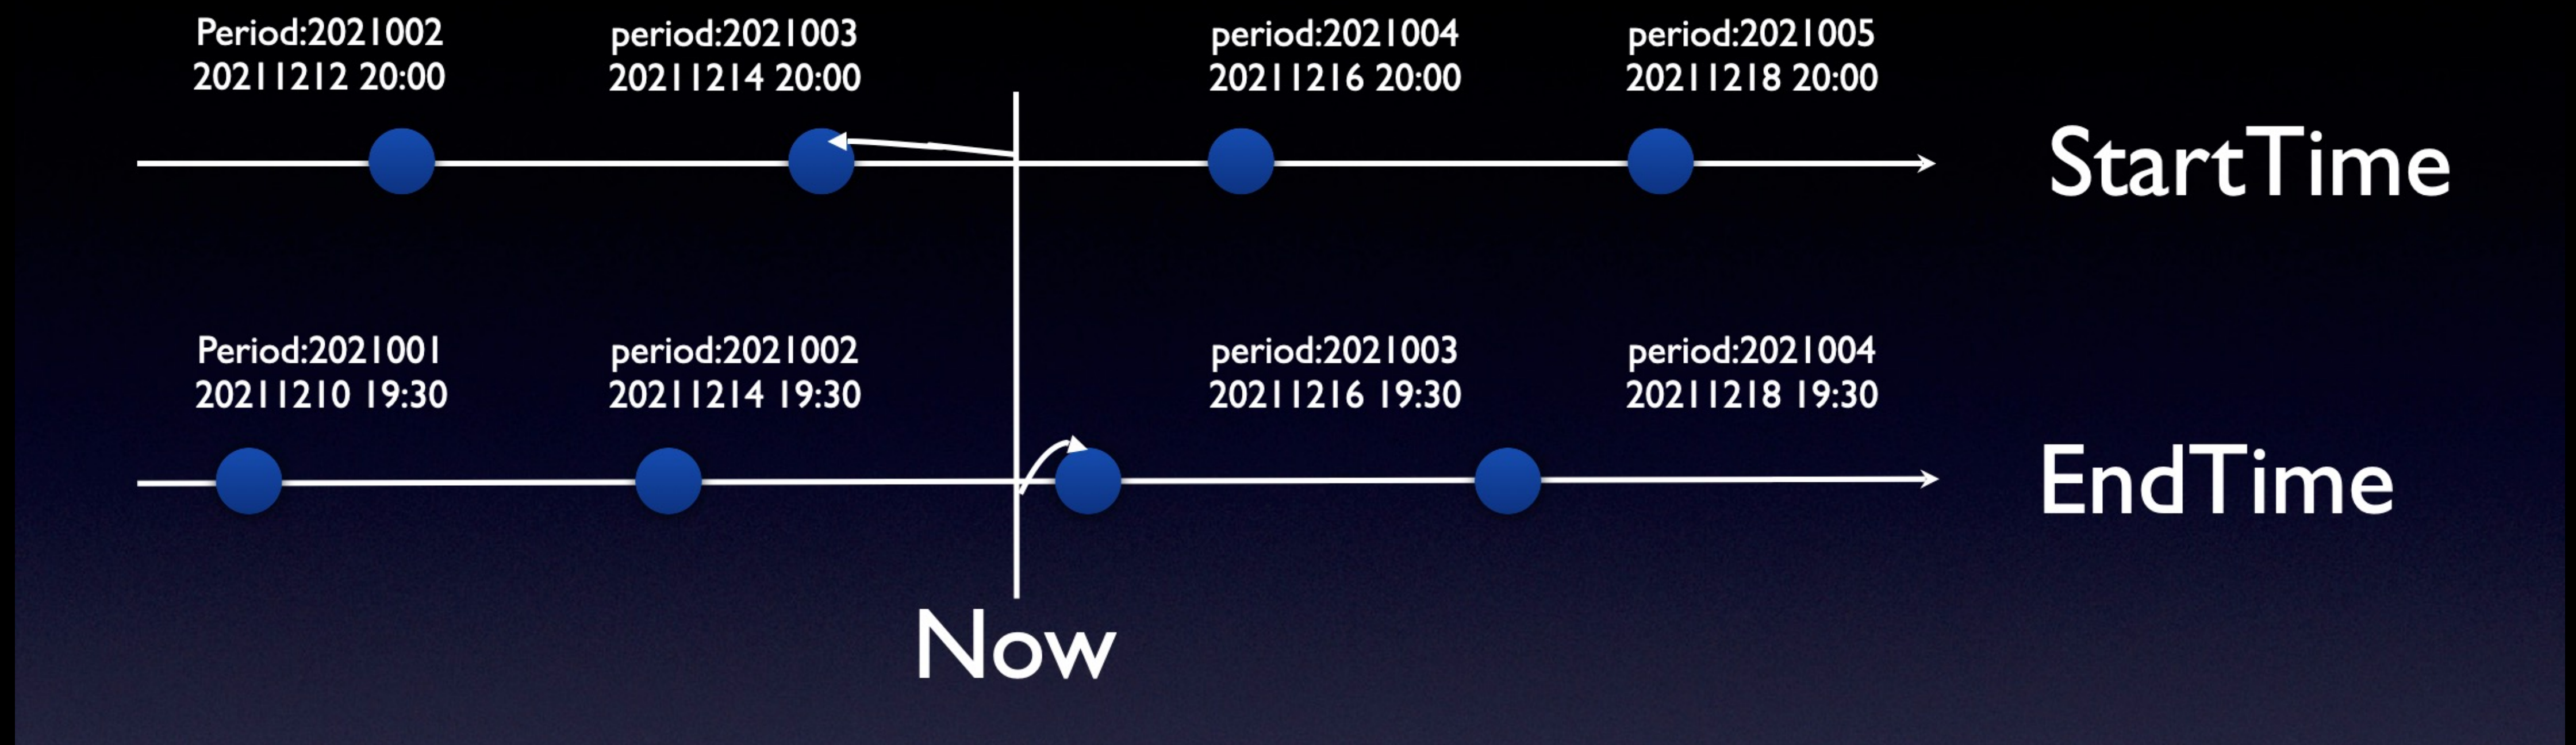 Period:2021002
20211212 20:00
period:2021003
20211214 20:00
period:2021004
20211216 20:00
period:2021005
20211218 20:00
StartTime
Period:2021001
20211210 19:30
period:2021002
20211214 19:30
period:2021003
20211216 19:30
period:2021004
20211218 19:30
EndTime
Now